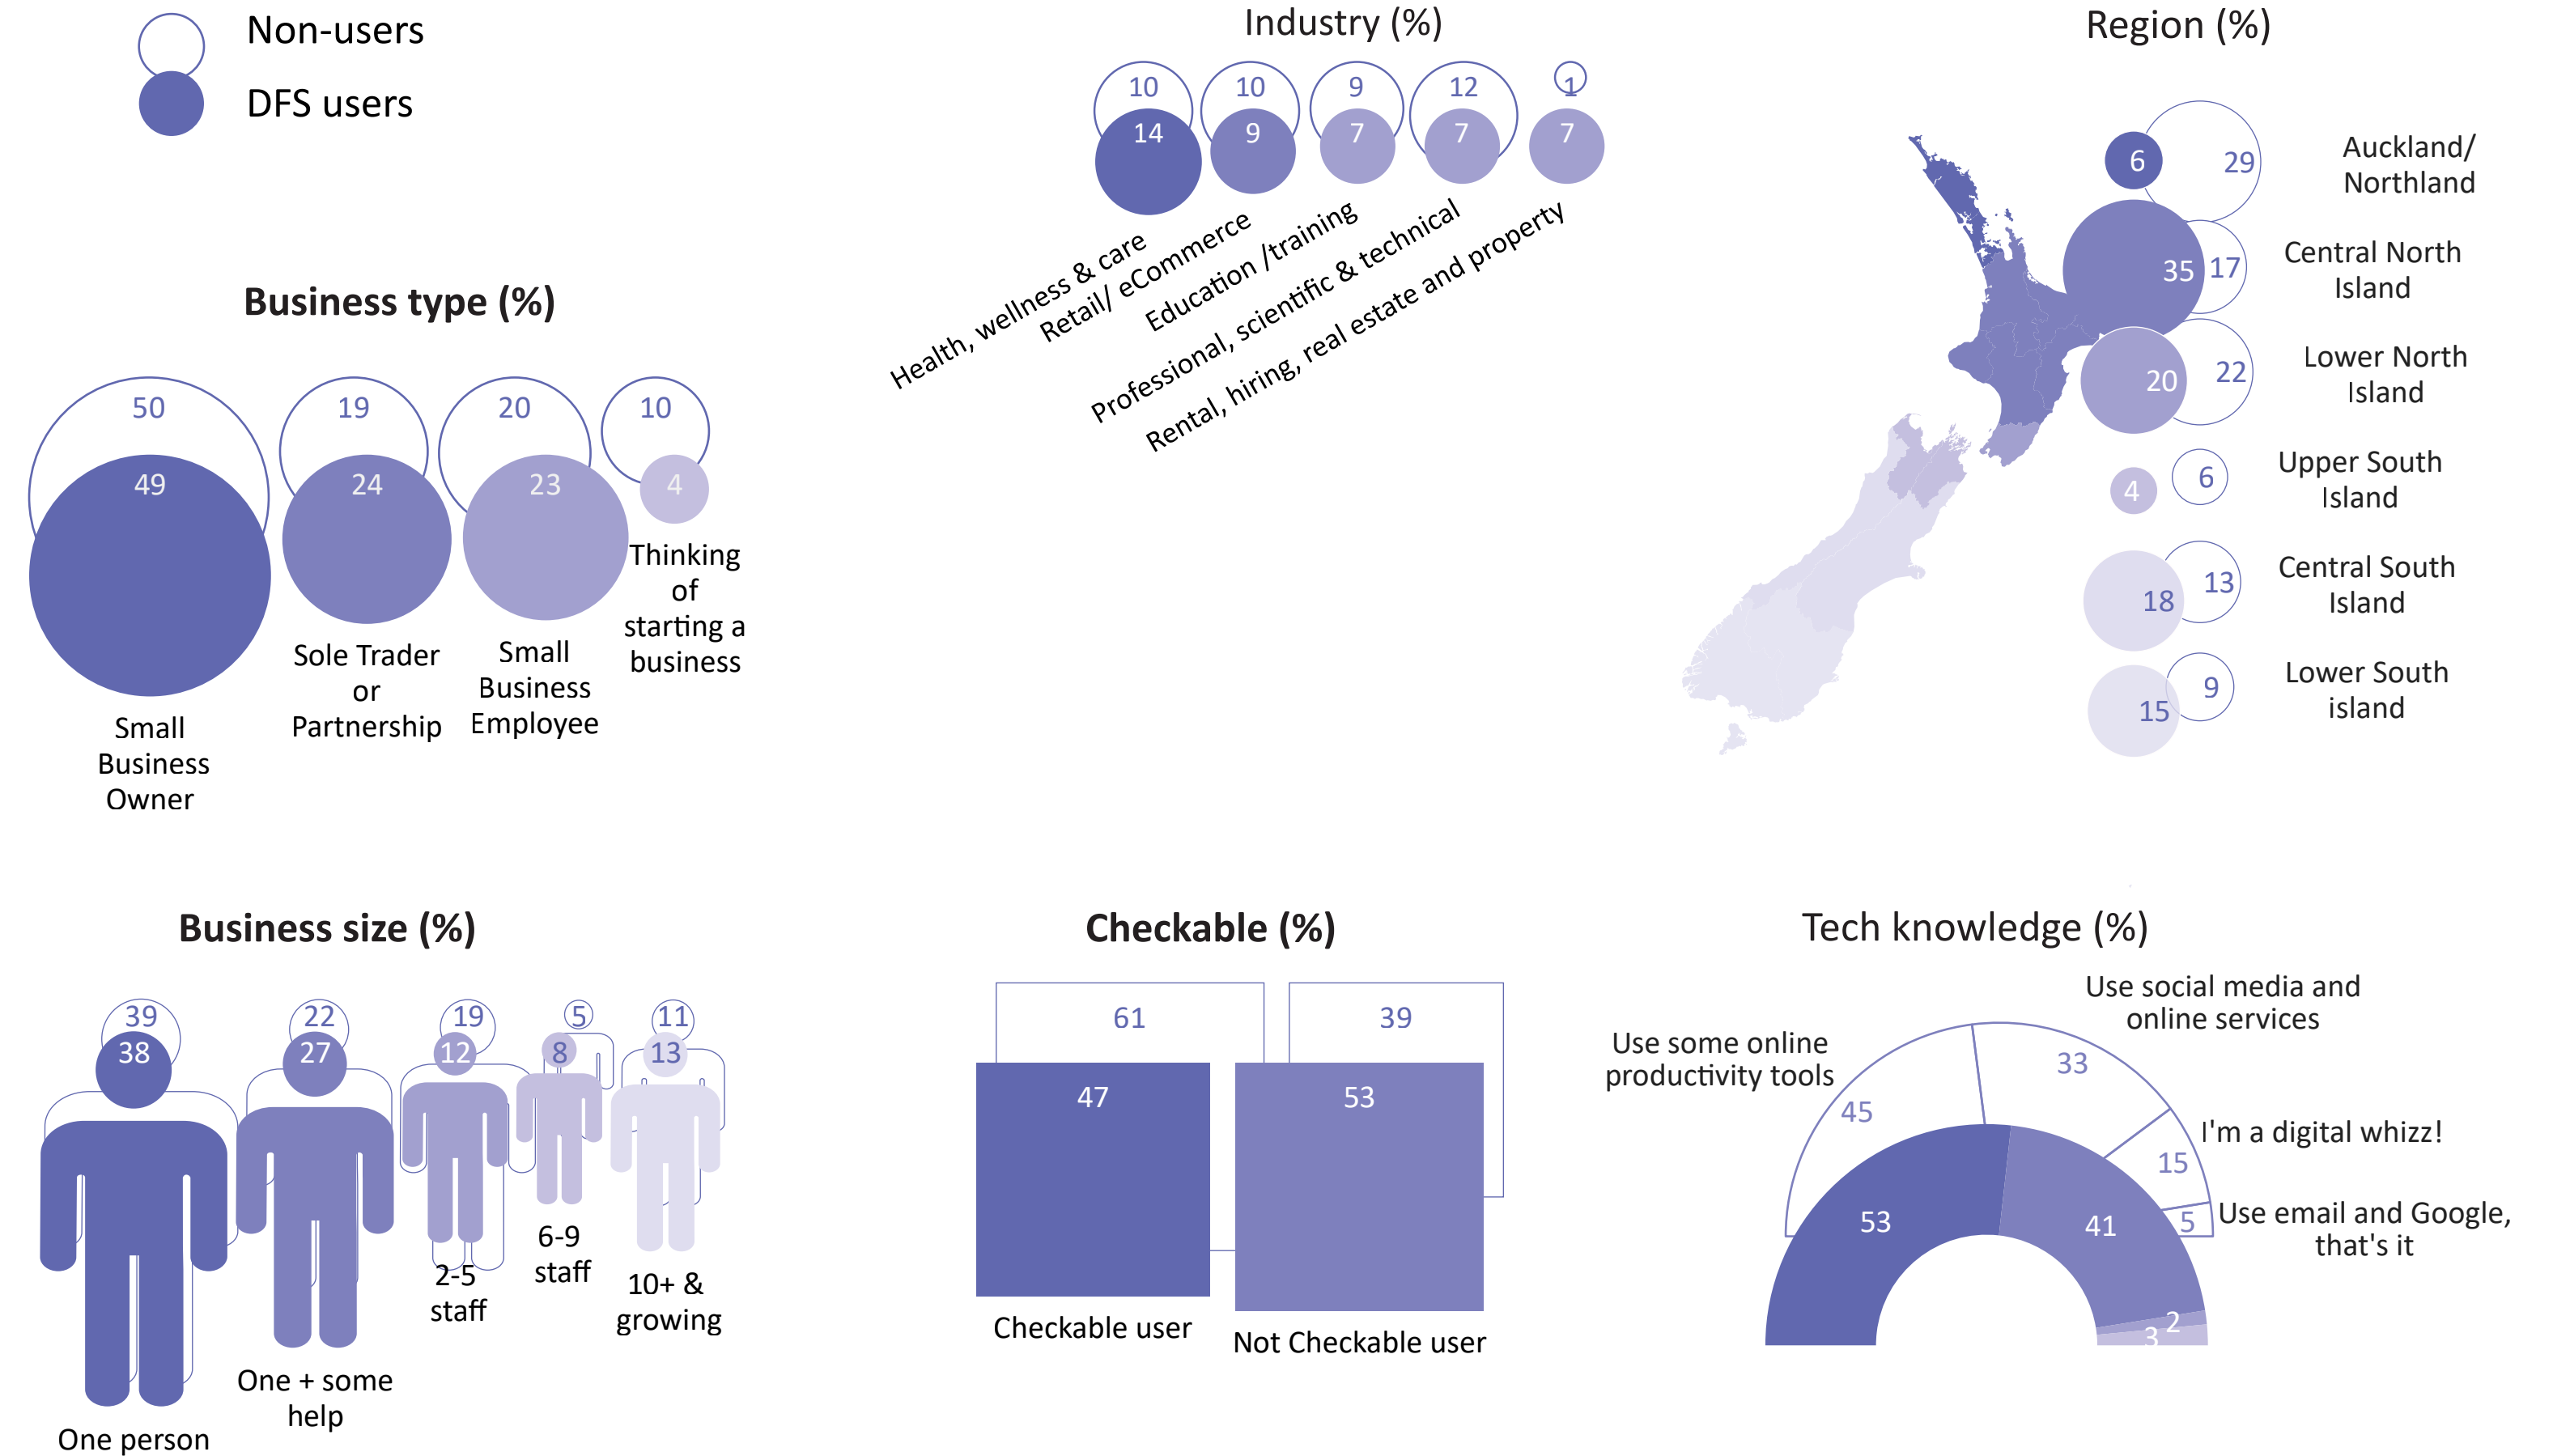 Non-users
DFS users
Industry (%)
10
10
9
12
1
14
9
7
7
7
Health, wellness & care
Retail/ eCommerce
Education /training
Professional, scientific & technical
Rental, hiring, real estate and property
Region (%)
6
29
Auckland/
Northland
35
17
Central North
Island
20
22
Lower North
Island
4
6
Upper South
Island
18
13
Central South
Island
15
9
Lower South
island
Business type (%)
50
19
20
10
49
24
23
4
Small
Business
Owner
Sole Trader
or
Partnership
Small
Business
Employee
Thinking
of
starting a
business
Business size (%)
39
22
19
5
11
38
27
12
8
13
One person
One + some
help
2-5
staff
6-9
staff
10+ &
growing
Checkable (%)
61
39
47
53
Checkable user
Not Checkable user
Tech knowledge (%)
Use social media and
online services
Use some online
productivity tools
33
45
I'm a digital whizz!
15
Use email and Google,
that's it
5
53
41
2
3